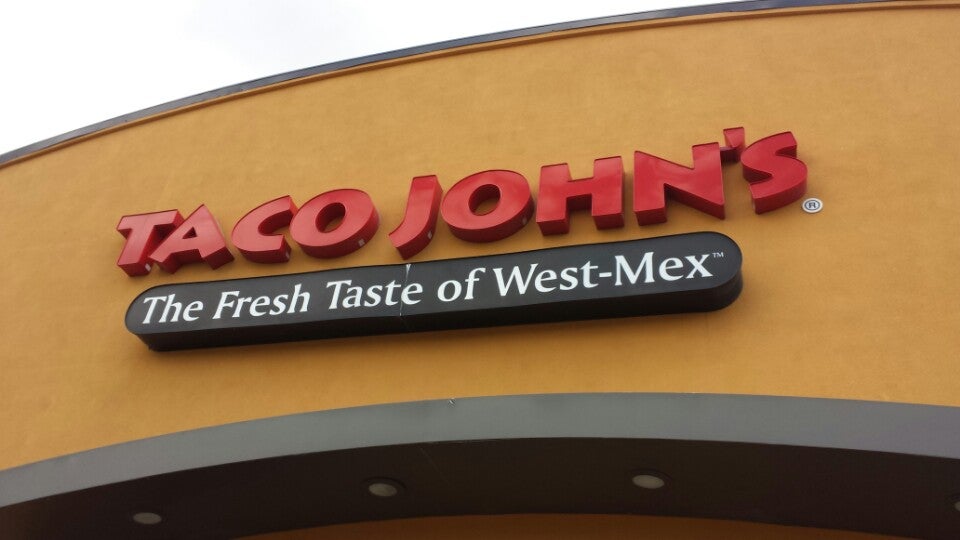 TACO JOHN'S®
The Fresh Taste of West-Mex™